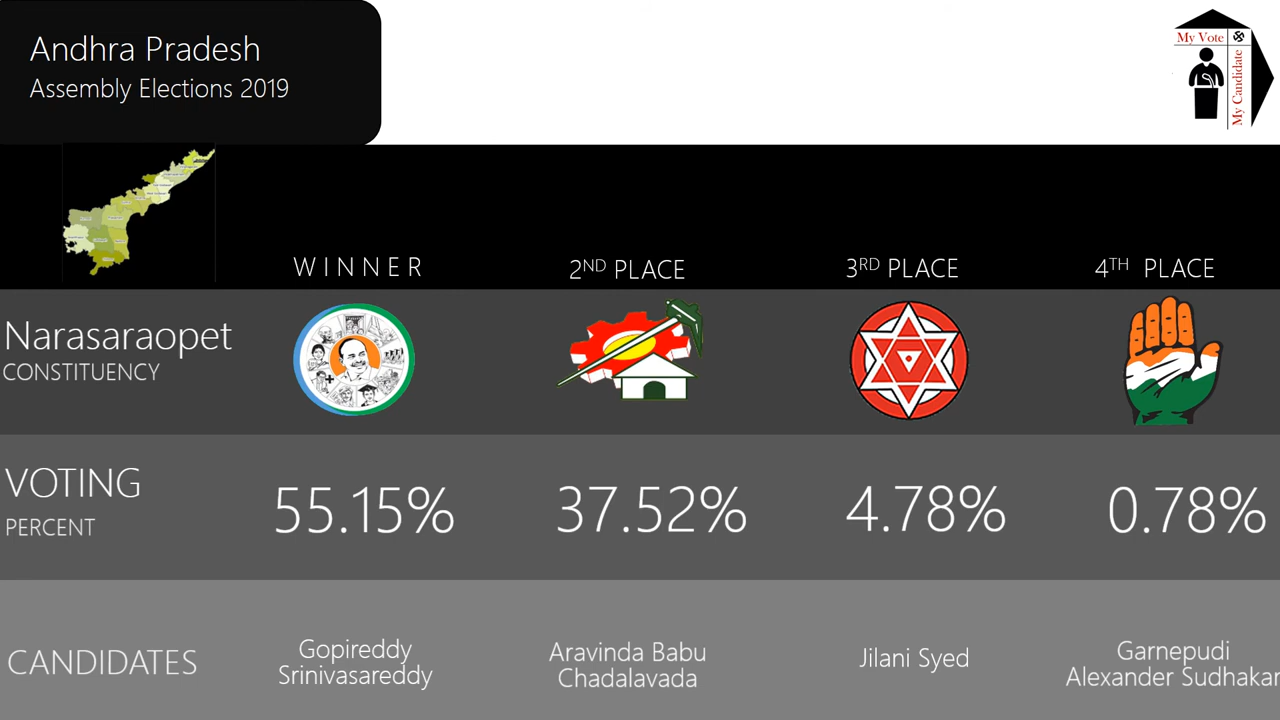 Andhra Pradesh
Assembly Elections 2019
My Vote
My Candidate
WINNER
2ND PLACE
3RD PLACE
4TH PLACE
Narasaraopet
CONSTITUENCY
VOTING
PERCENT
55.15%
37.52%
4.78%
0.78%
CANDIDATES
Gopireddy
Srinivasareddy
Aravinda Babu
Chadalavada
Jilani Syed
Garnepudi
Alexander Sudhakar